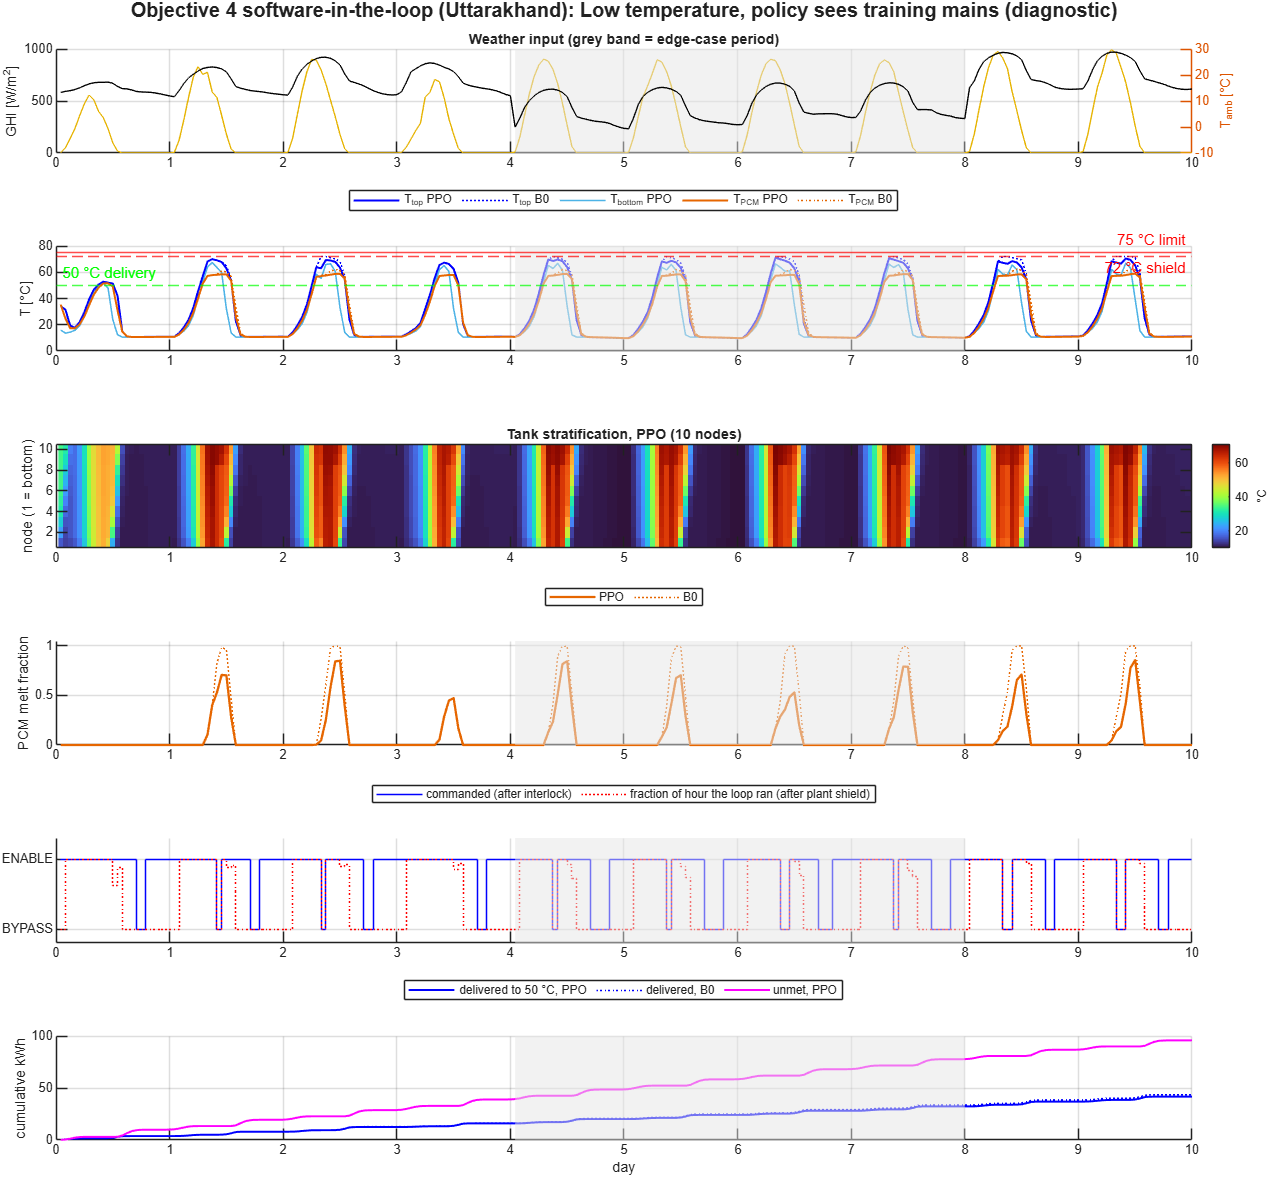 Objective 4 software-in-the-loop (Uttarakhand): Low temperature, policy sees training mains (diagnostic)
Weather input (grey band = edge-case period)
GHI [W/m²]
1000
500
0
30
20
10
0
-10
T_amb [°C]
0 1 2 3 4 5 6 7 8 9 10
T_top PPO T_top B0 T_bottom PPO T_PCM PPO T_PCM B0
T [°C]
80
60
40
20
0
75 °C limit
72 °C shield
50 °C delivery
0 1 2 3 4 5 6 7 8 9 10
Tank stratification, PPO (10 nodes)
node (1 = bottom)
10
8
6
4
2
60
40
20
°C
0 1 2 3 4 5 6 7 8 9 10
PPO B0
PCM melt fraction
1
0.5
0
0 1 2 3 4 5 6 7 8 9 10
commanded (after interlock) fraction of hour the loop ran (after plant shield)
ENABLE
BYPASS
0 1 2 3 4 5 6 7 8 9 10
delivered to 50 °C, PPO delivered, B0 unmet, PPO
cumulative kWh
100
50
0
0 1 2 3 4 5 6 7 8 9 10
day